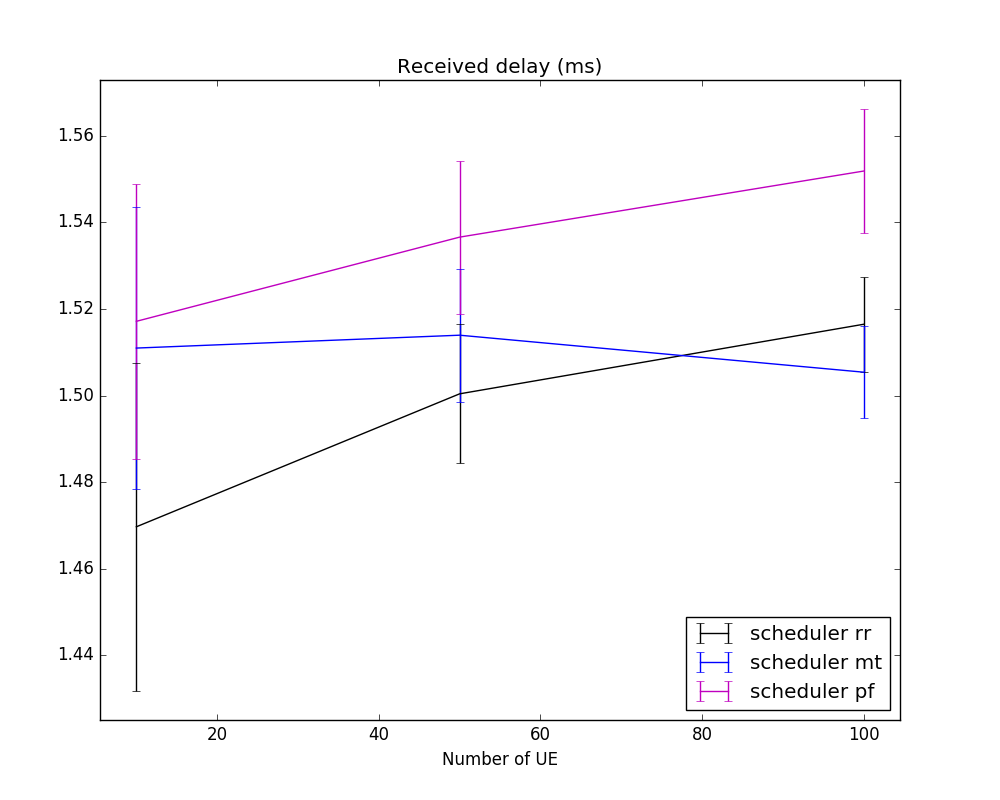 Received delay (ms)
1.56
1.54
1.52
1.50
1.48
1.46
1.44
scheduler rr
scheduler mt
scheduler pf
20 40 60 80 100
Number of UE